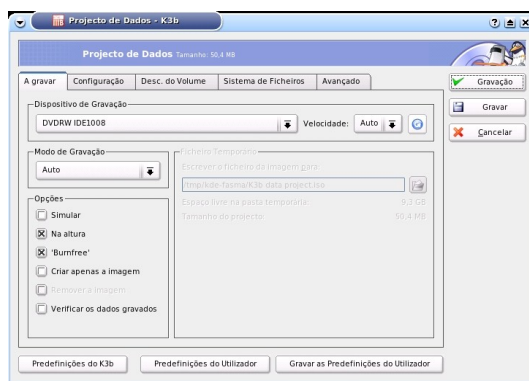 Projecto de Dados - K3b
Projecto de Dados Tamanho: 50,4 MB
A gravar
Configuração
Desc. do Volume
Sistema de Ficheiros
Avançado
Gravação
Gravar
Cancelar
Dispositivo de Gravação
DVDRW IDE1008
Velocidade:
Auto
Modo de Gravação
Auto
Opções
Simular
Na altura
'Burnfree'
Criar apenas a imagem
Remover a imagem
Verificar os dados gravados
Ficheiro Temporário
Escrever o ficheiro da imagem para:
/tmp/kde-fasma/K3b data project.iso
Espaço livre na pasta temporária:
9,3 GB
Tamanho do projecto:
50,4 MB
Predefinições do K3b
Predefinições do Utilizador
Gravar as Predefinições do Utilizador